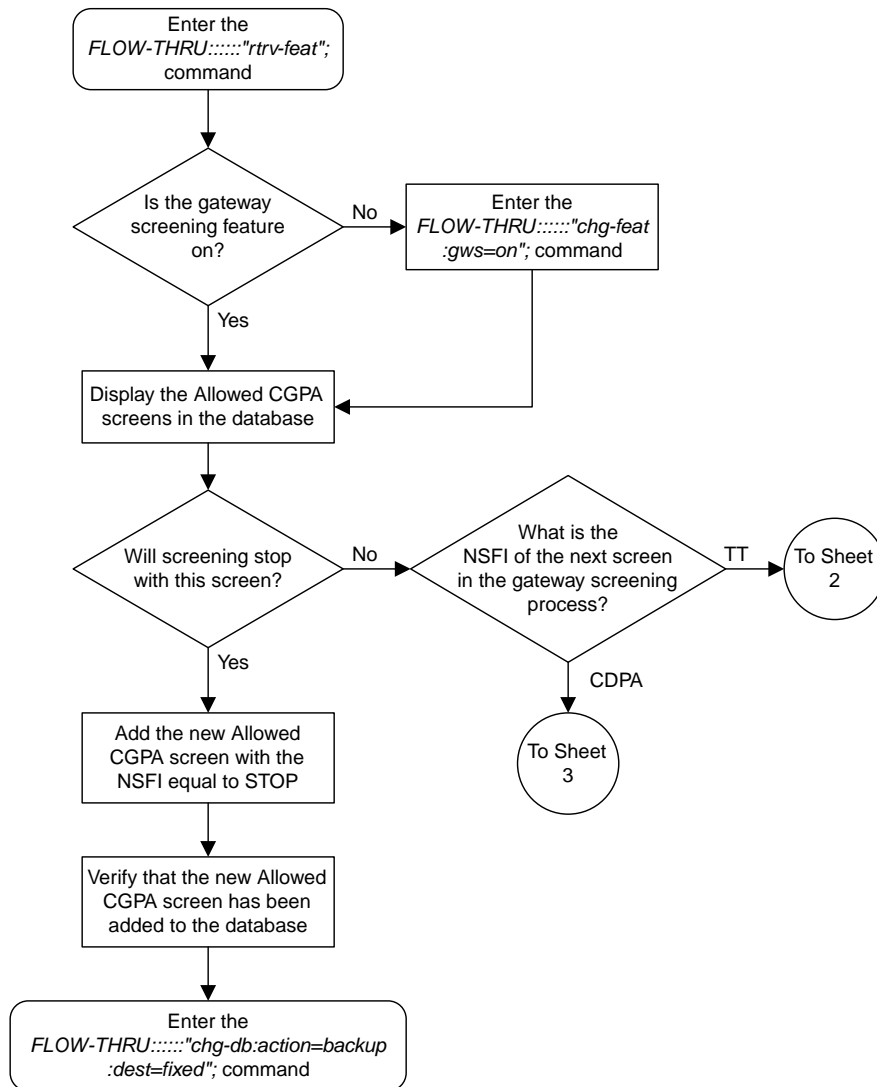 Enter the
FLOW-THRU::::::"rtrv-feat";
command
Is the gateway
screening feature
on?
No
Enter the
FLOW-THRU::::::"chg-feat
:gws=on"; command
Yes
Display the Allowed CGPA
screens in the database
Will screening stop
with this screen?
No
What is the
NSFI of the next screen
in the gateway screening
process?
TT
To Sheet
2
Yes
CDPA
Add the new Allowed
CGPA screen with the
NSFI equal to STOP
To Sheet
3
Verify that the new Allowed
CGPA screen has been
added to the database
Enter the
FLOW-THRU::::::"chg-db:action=backup
:dest=fixed"; command